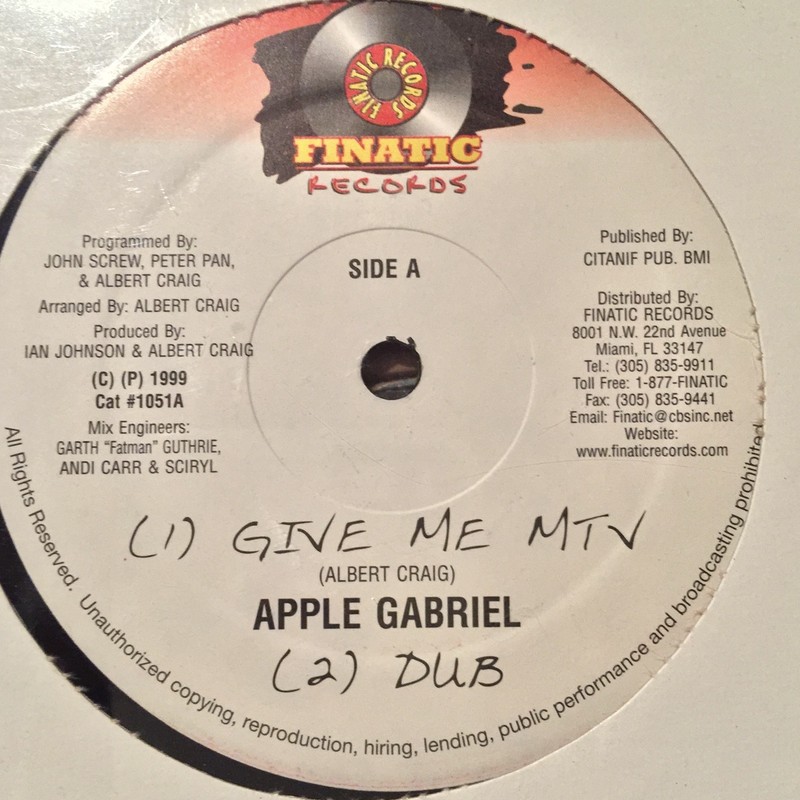 FINATIC RECORDS
FINATIC
RECORDS
SIDE A
Programmed By:
JOHN SCREW, PETER PAN,
& ALBERT CRAIG
Arranged By: ALBERT CRAIG
Produced By:
IAN JOHNSON & ALBERT CRAIG
(C) (P) 1999
Cat #1051A
Mix Engineers:
GARTH "Fatman" GUTHRIE,
ANDI CARR & SCIRYL
Published By:
CITANIF PUB. BMI
Distributed By:
FINATIC RECORDS
8001 N.W. 22nd Avenue
Miami, FL 33147
Tel.: (305) 835-9911
Toll Free: 1-877-FINATIC
Fax: (305) 835-9441
Email: Finatic@cbsinc.net
Website:
www.finaticrecords.com
(1) GIVE ME MTV
(ALBERT CRAIG)
APPLE GABRIEL
(2) DUB
All Rights Reserved. Unauthorized copying, reproduction, hiring, lending, public performance and broadcasting prohibited